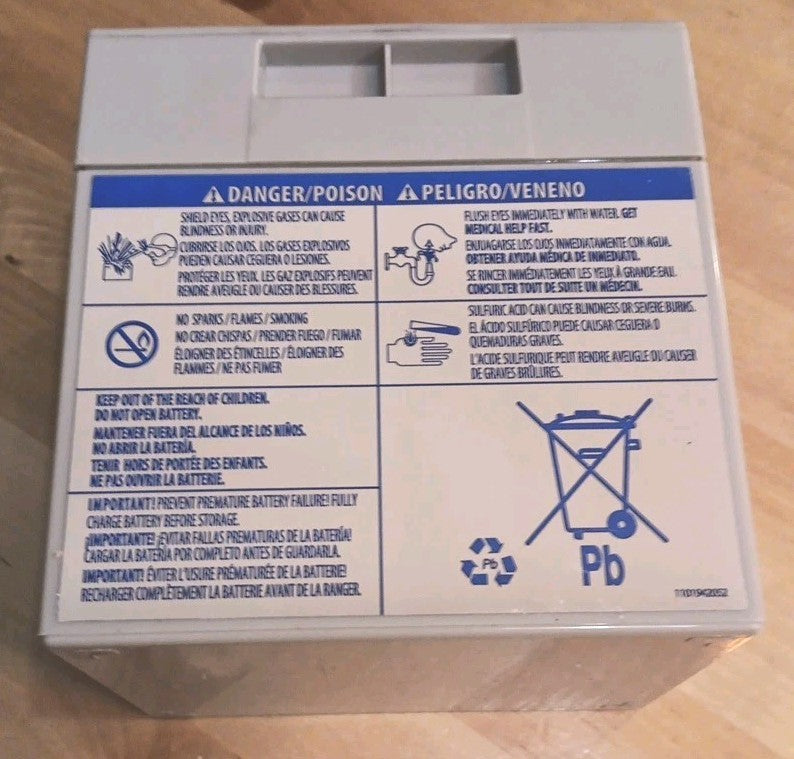 DANGER/POISON PELIGRO/VENENO
SHIELD EYES, EXPLOSIVE GASES CAN CAUSE
BLINDNESS OR INJURY.
CUBRIRSE LOS OJOS. LOS GASES EXPLOSIVOS
PUEDEN CAUSAR CEGUERA O LESIONES.
PROTÉGER LES YEUX. LES GAZ EXPLOSIFS PEUVENT
RENDRE AVEUGLE OU CAUSER DES BLESSURES.
FLUSH EYES IMMEDIATELY WITH WATER. GET
MEDICAL HELP FAST.
ENJUAGARSE LOS OJOS INMEDIATAMENTE CON AGUA.
OBTENER AYUDA MÉDICA DE INMEDIATO.
SE RINCER IMMÉDIATEMENT LES YEUX À GRANDE EAU.
CONSULTER TOUT DE SUITE UN MÉDECIN.
NO SPARKS / FLAMES / SMOKING
NO CREAR CHISPAS / PRENDER FUEGO / FUMAR
ÉLOIGNER DES ÉTINCELLES / ÉLOIGNER DES
FLAMMES / NE PAS FUMER
SULFURIC ACID CAN CAUSE BLINDNESS OR SEVERE BURNS.
EL ÁCIDO SULFÚRICO PUEDE CAUSAR CEGUERA O
QUEMADURAS GRAVES.
L'ACIDE SULFURIQUE PEUT RENDRE AVEUGLE OU CAUSER
DE GRAVES BRÛLURES.
KEEP OUT OF THE REACH OF CHILDREN.
DO NOT OPEN BATTERY.
MANTENER FUERA DEL ALCANCE DE LOS NIÑOS.
NO ABRIR LA BATERÍA.
TENIR HORS DE PORTÉE DES ENFANTS.
NE PAS OUVRIR LA BATTERIE.
IMPORTANT! PREVENT PREMATURE BATTERY FAILURE! FULLY
CHARGE BATTERY BEFORE STORAGE.
¡IMPORTANTE! ¡EVITAR FALLAS PREMATURAS DE LA BATERÍA!
CARGAR LA BATERÍA POR COMPLETO ANTES DE GUARDARLA.
IMPORTANT! ÉVITER L'USURE PRÉMATURÉE DE LA BATTERIE!
RECHARGER COMPLÈTEMENT LA BATTERIE AVANT DE LA RANGER.
Pb
Pb
1101942052